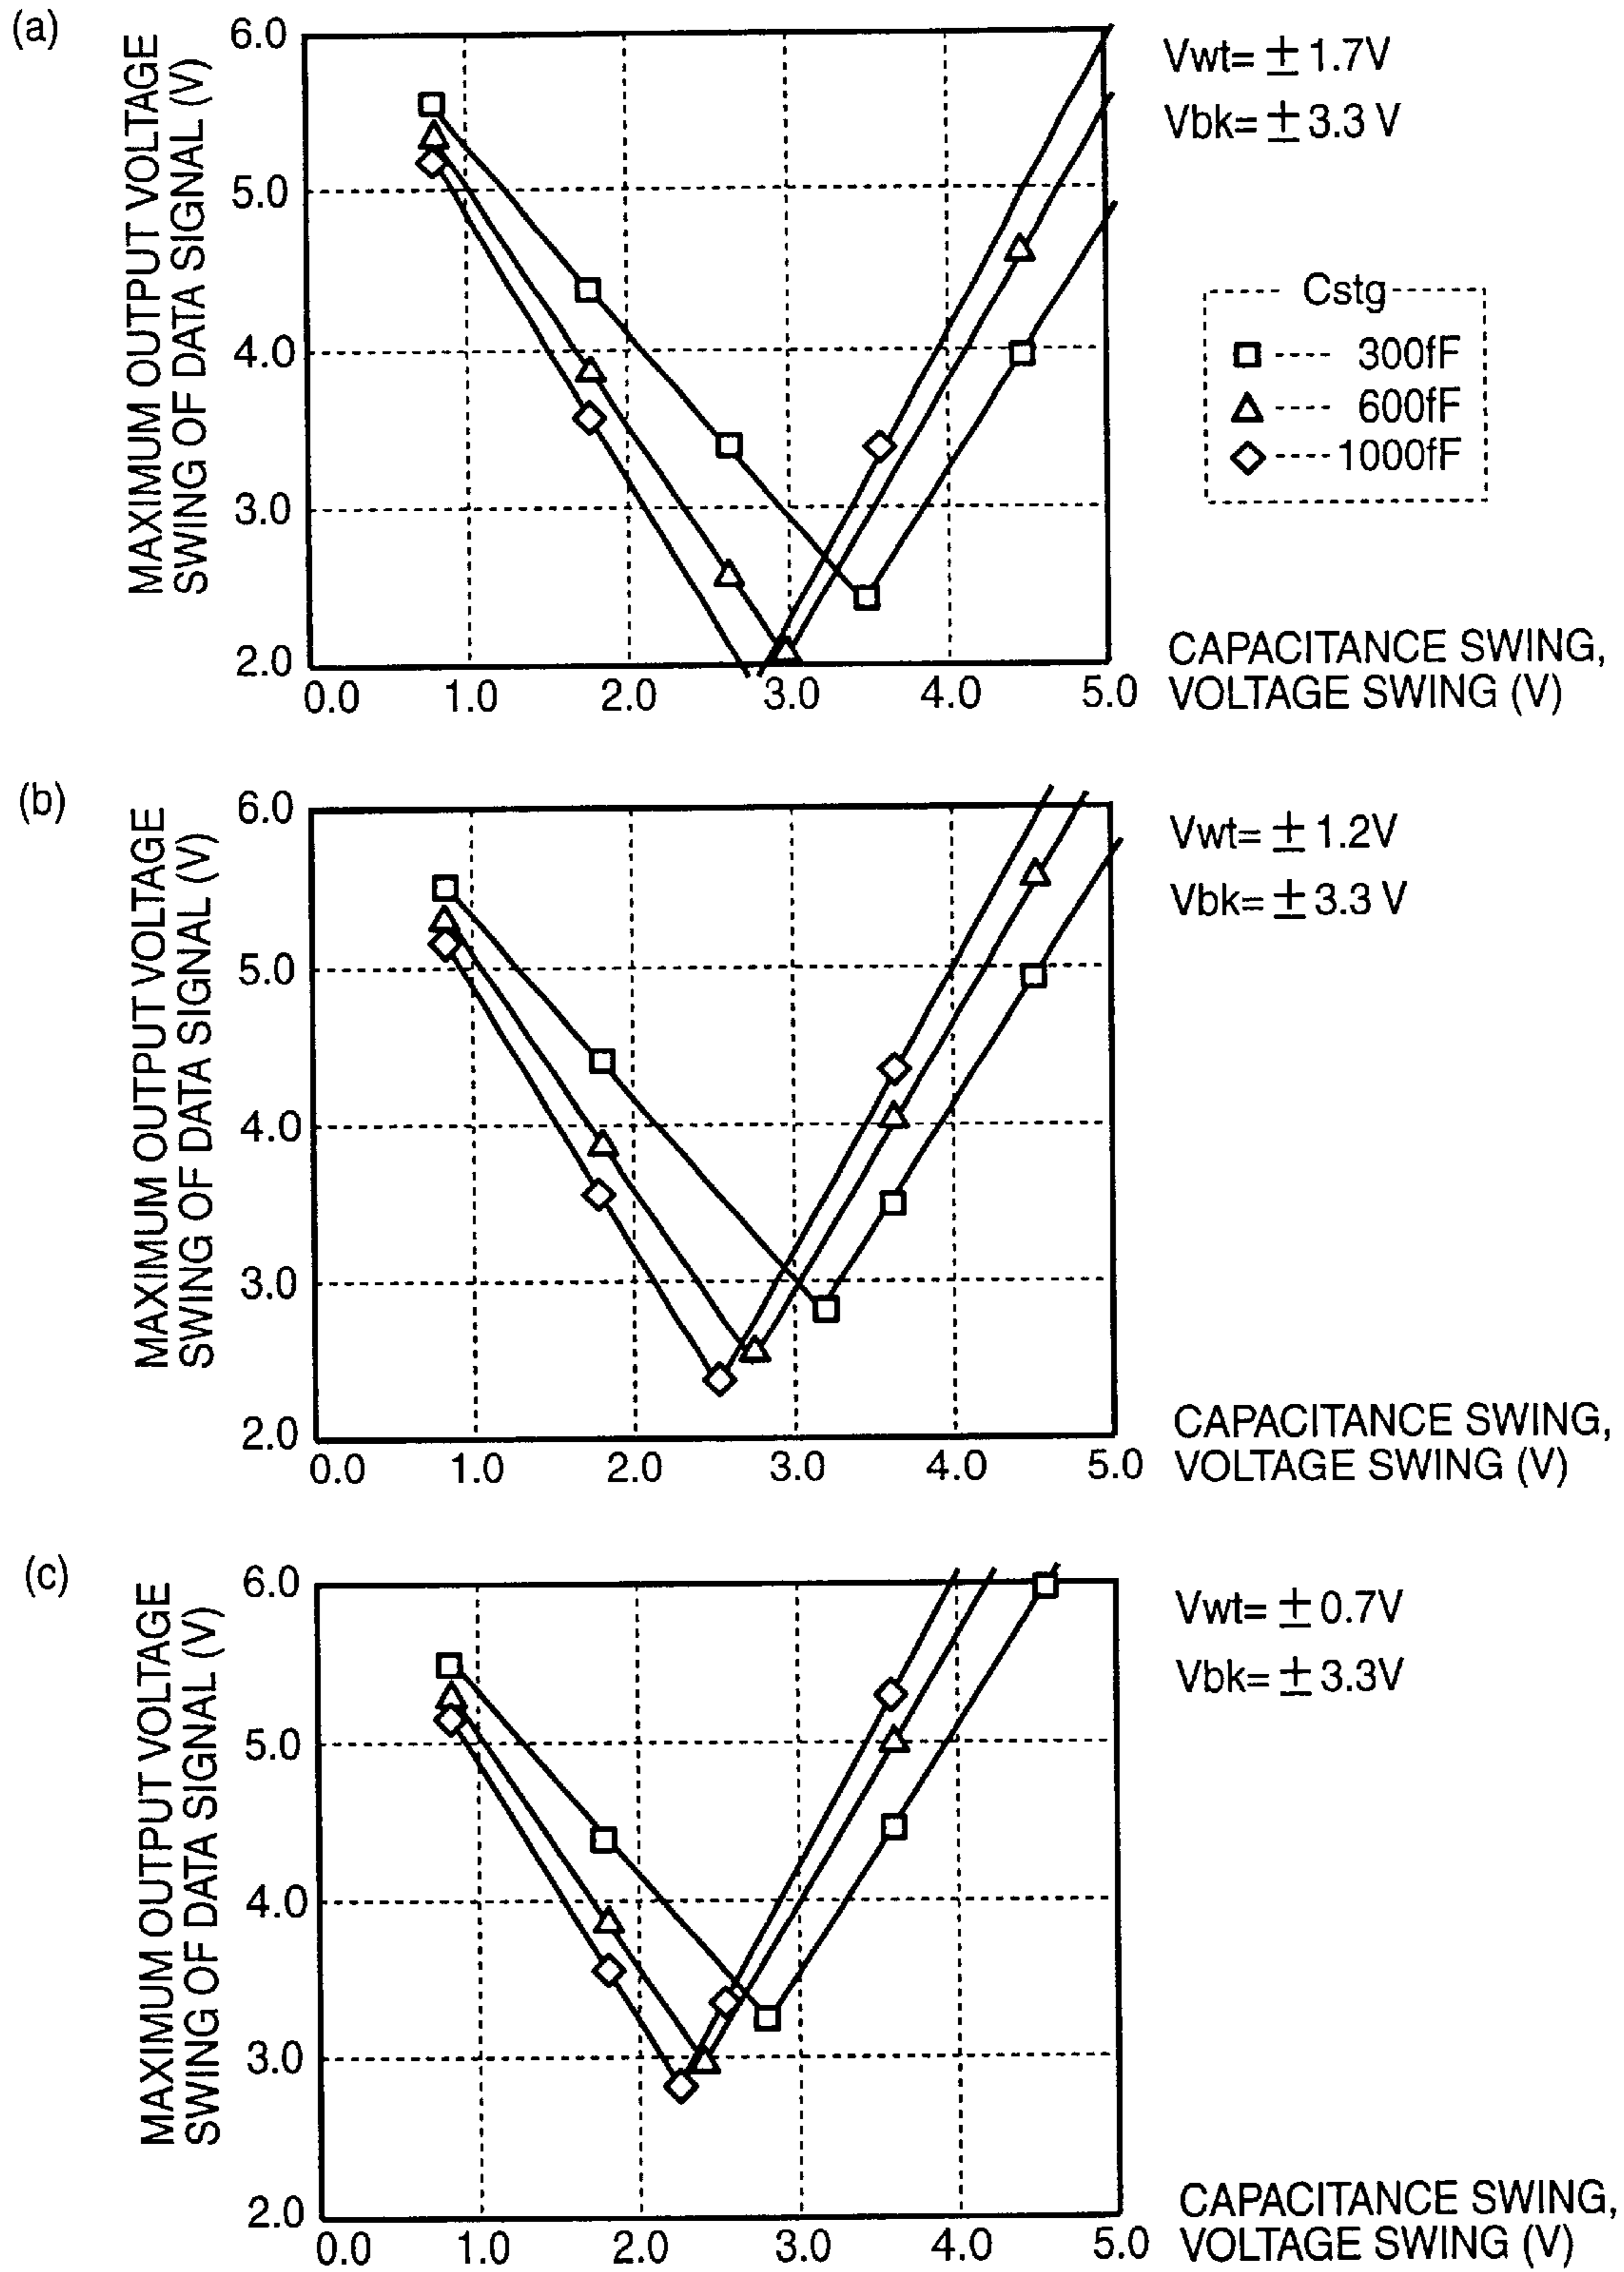 (a)
MAXIMUM OUTPUT VOLTAGE
SWING OF DATA SIGNAL (V)
6.0
5.0
4.0
3.0
2.0
0.0 1.0 2.0 3.0 4.0 5.0
CAPACITANCE SWING,
VOLTAGE SWING (V)
Vwt= ± 1.7V
Vbk= ± 3.3 V
Cstg
300fF
600fF
1000fF
(b)
MAXIMUM OUTPUT VOLTAGE
SWING OF DATA SIGNAL (V)
6.0
5.0
4.0
3.0
2.0
0.0 1.0 2.0 3.0 4.0 5.0
CAPACITANCE SWING,
VOLTAGE SWING (V)
Vwt= ± 1.2V
Vbk= ± 3.3 V
(c)
MAXIMUM OUTPUT VOLTAGE
SWING OF DATA SIGNAL (V)
6.0
5.0
4.0
3.0
2.0
0.0 1.0 2.0 3.0 4.0 5.0
CAPACITANCE SWING,
VOLTAGE SWING (V)
Vwt= ± 0.7V
Vbk= ± 3.3V